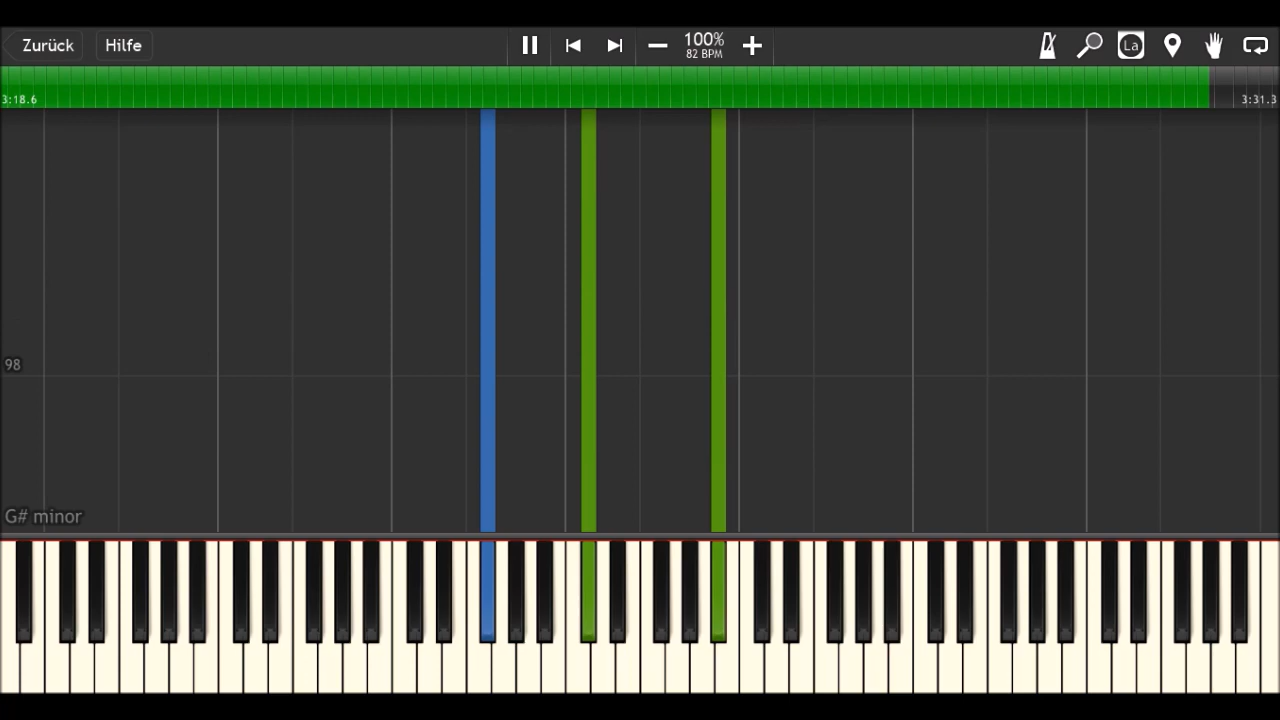 Zurück
Hilfe
100%
82 BPM
La
3:18.6
3:31.3
98
G# minor